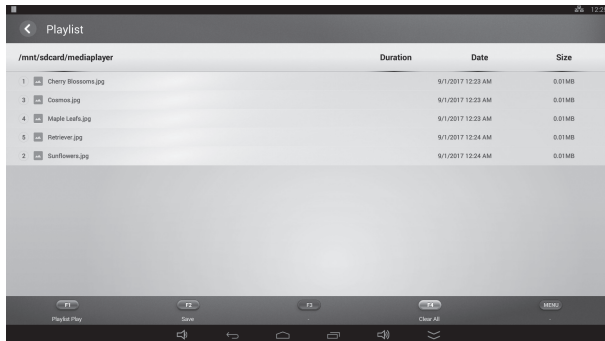 12:25
Playlist
/mnt/sdcard/mediaplayer Duration Date Size
1 Cherry Blossoms.jpg 9/1/2017 12:23 AM 0.01MB
3 Cosmos.jpg 9/1/2017 12:23 AM 0.01MB
4 Maple Leafs.jpg 9/1/2017 12:23 AM 0.01MB
5 Retriever.jpg 9/1/2017 12:24 AM 0.01MB
2 Sunflowers.jpg 9/1/2017 12:24 AM 0.01MB
F1 F2 F3 F4 MENU
Playlist Play Save - Clear All -